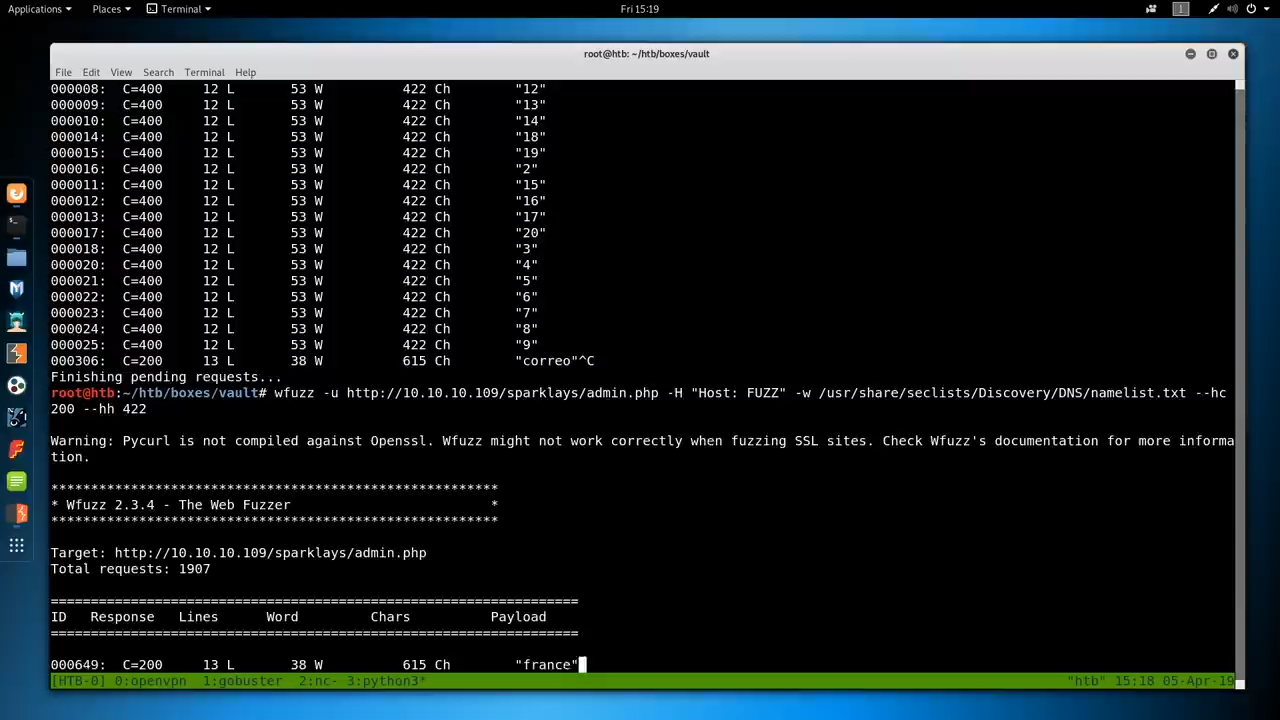 Applications Places Terminal Fri 15:19 1
root@htb: ~/htb/boxes/vault
File Edit View Search Terminal Help
000008: C=400 12 L 53 W 422 Ch "12"
000009: C=400 12 L 53 W 422 Ch "13"
000010: C=400 12 L 53 W 422 Ch "14"
000014: C=400 12 L 53 W 422 Ch "18"
000015: C=400 12 L 53 W 422 Ch "19"
000016: C=400 12 L 53 W 422 Ch "2"
000011: C=400 12 L 53 W 422 Ch "15"
000012: C=400 12 L 53 W 422 Ch "16"
000013: C=400 12 L 53 W 422 Ch "17"
000017: C=400 12 L 53 W 422 Ch "20"
000018: C=400 12 L 53 W 422 Ch "3"
000020: C=400 12 L 53 W 422 Ch "4"
000021: C=400 12 L 53 W 422 Ch "5"
000022: C=400 12 L 53 W 422 Ch "6"
000023: C=400 12 L 53 W 422 Ch "7"
000024: C=400 12 L 53 W 422 Ch "8"
000025: C=400 12 L 53 W 422 Ch "9"
000306: C=200 13 L 38 W 615 Ch "correo"^C
Finishing pending requests...
root@htb:~/htb/boxes/vault# wfuzz -u http://10.10.10.109/sparklays/admin.php -H "Host: FUZZ" -w /usr/share/seclists/Discovery/DNS/namelist.txt --hc
200 --hh 422
Warning: Pycurl is not compiled against Openssl. Wfuzz might not work correctly when fuzzing SSL sites. Check Wfuzz's documentation for more informa
tion.
********************************************************
* Wfuzz 2.3.4 - The Web Fuzzer *
********************************************************
Target: http://10.10.10.109/sparklays/admin.php
Total requests: 1907
==================================================================
ID Response Lines Word Chars Payload
==================================================================
000649: C=200 13 L 38 W 615 Ch "france"
[HTB-0] 0:openvpn 1:gobuster 2:nc- 3:python3* "htb" 15:18 05-Apr-19